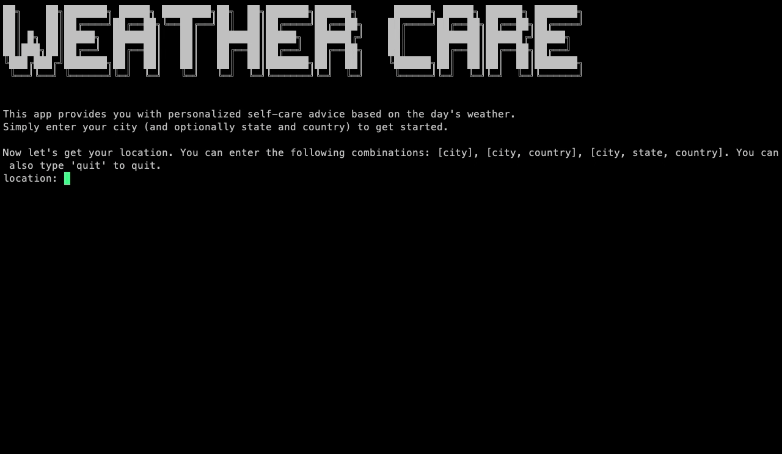 WEATHER CARE
This app provides you with personalized self-care advice based on the day's weather.
Simply enter your city (and optionally state and country) to get started.
Now let's get your location. You can enter the following combinations: [city], [city, country], [city, state, country]. You can
also type 'quit' to quit.
location: